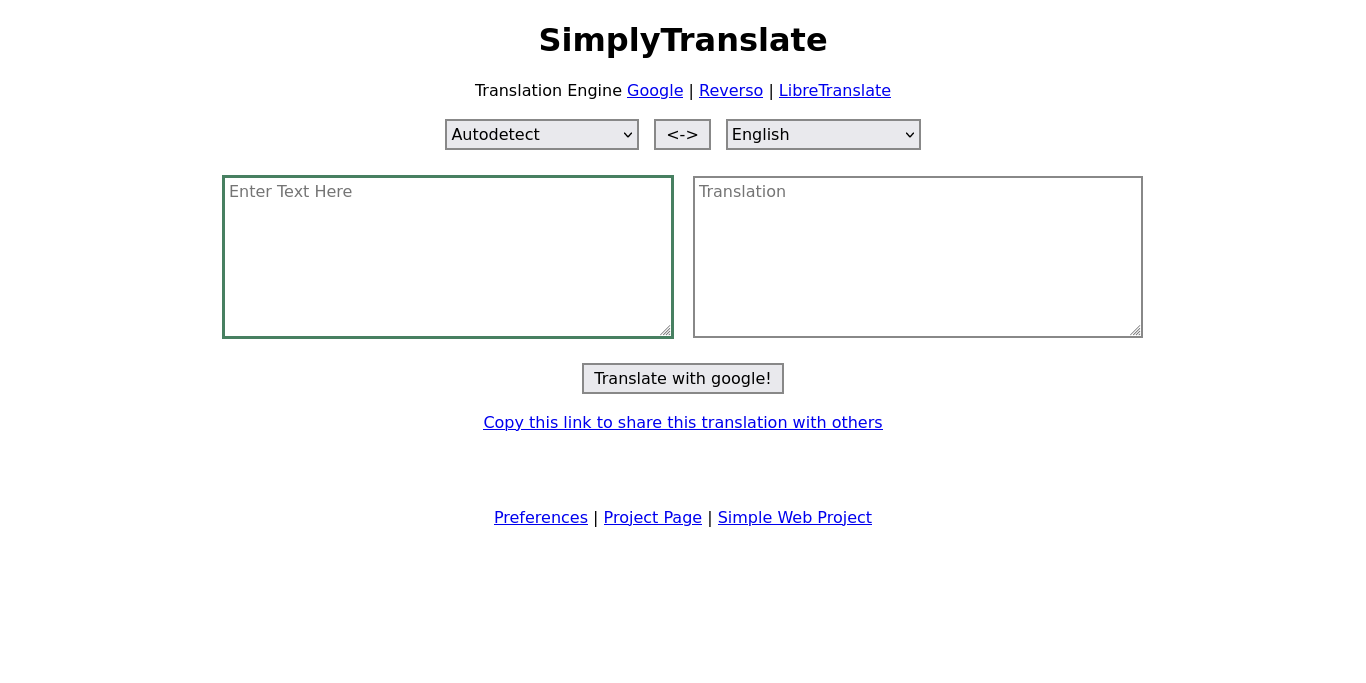 SimplyTranslate
Translation Engine Google | Reverso | LibreTranslate
Autodetect <-> English
Enter Text Here Translation
Translate with google!
Copy this link to share this translation with others
Preferences | Project Page | Simple Web Project